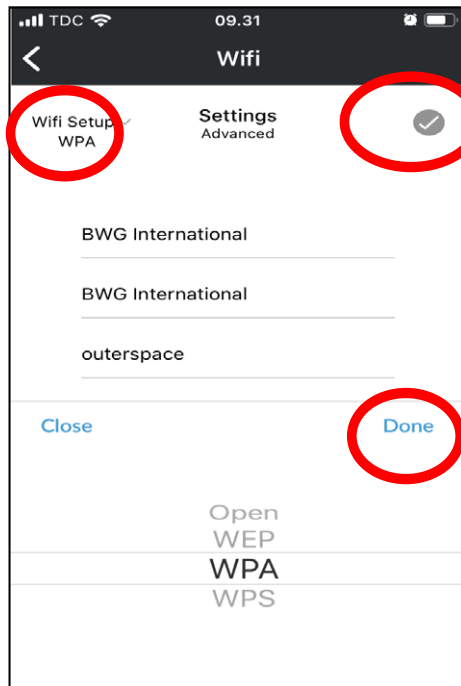 TDC 09.31
Wifi
Wifi Setup Settings
WPA Advanced
BWG International
BWG International
outerspace
Close Done
Open
WEP
WPA
WPS